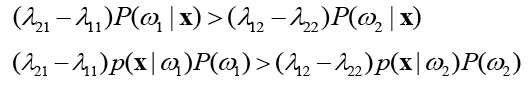 (λ₂₁ − λ₁₁)P(ω₁ | x) > (λ₁₂ − λ₂₂)P(ω₂ | x)
(λ₂₁ − λ₁₁)p(x | ω₁)P(ω₁) > (λ₁₂ − λ₂₂)p(x | ω₂)P(ω₂)